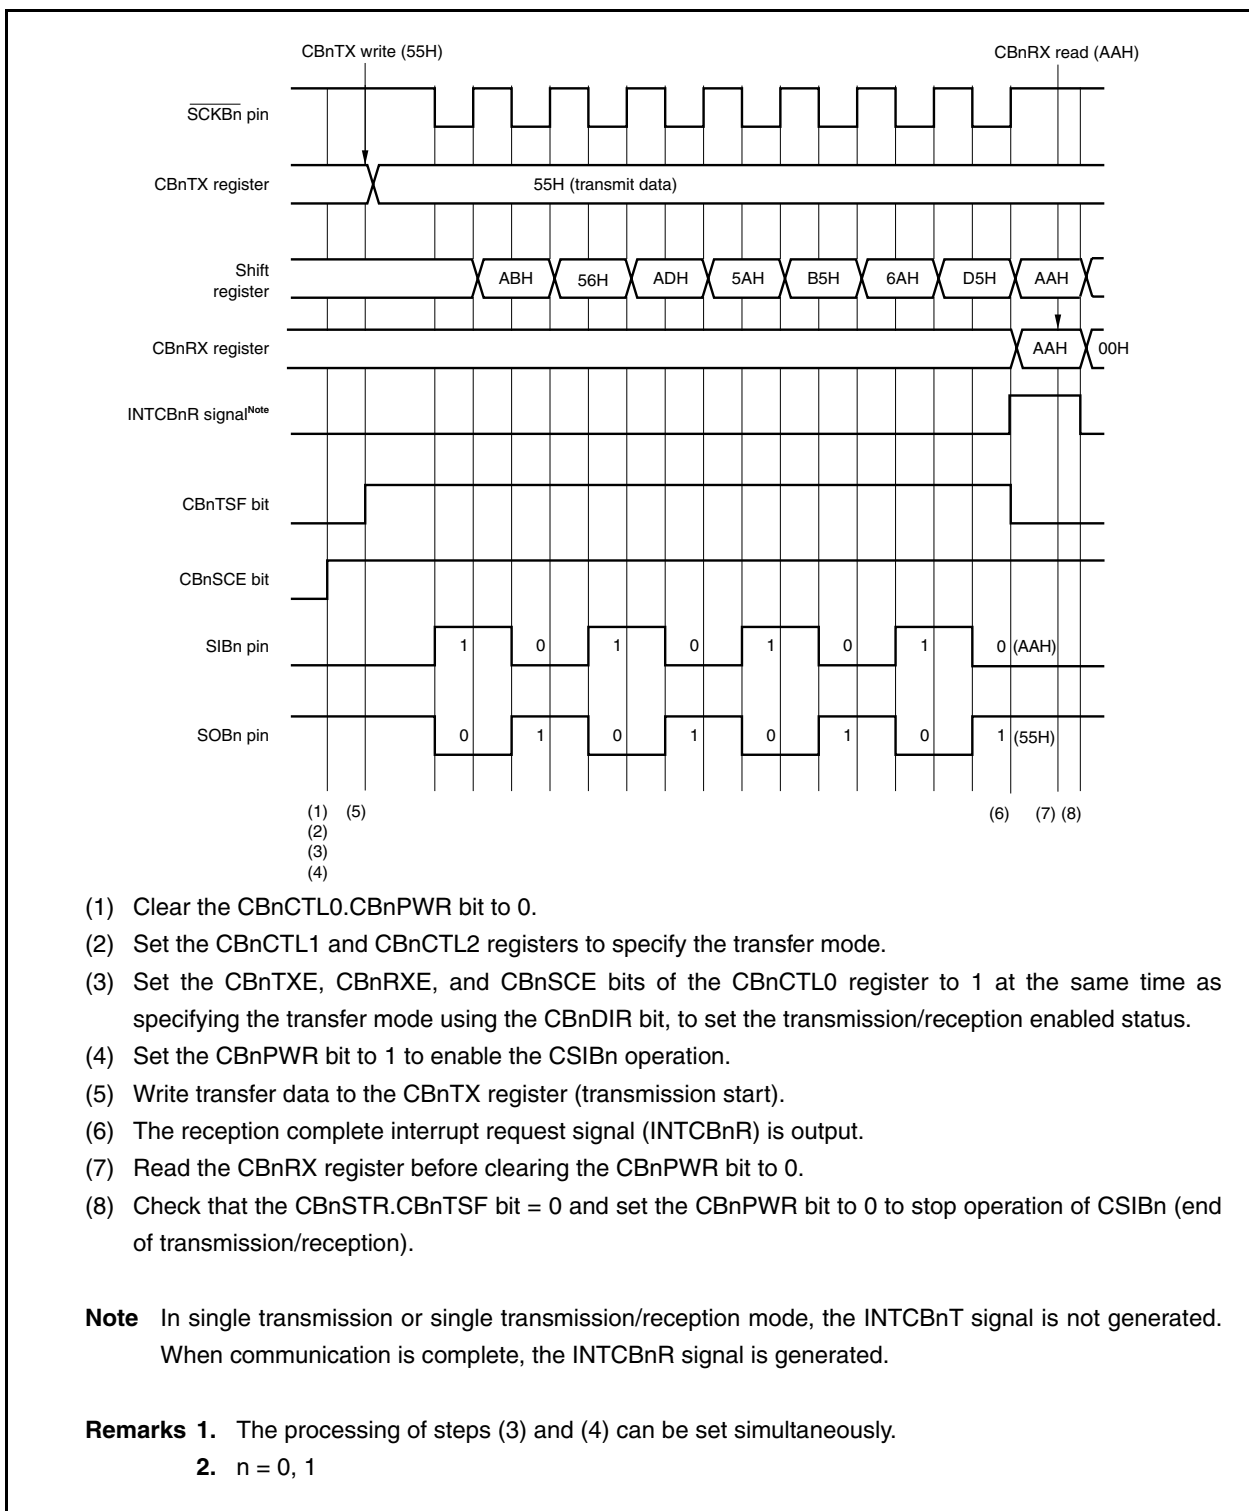 CBnTX write (55H)
CBnRX read (AAH)
SCKBn pin
CBnTX register
55H (transmit data)
Shift
register
ABH 56H ADH 5AH B5H 6AH D5H AAH
CBnRX register
AAH 00H
INTCBnR signalNote
CBnTSF bit
CBnSCE bit
SIBn pin
1 0 1 0 1 0 1 0 (AAH)
SOBn pin
0 1 0 1 0 1 0 1 (55H)
(1) (5) (6) (7) (8)
(2)
(3)
(4)
(1) Clear the CBnCTL0.CBnPWR bit to 0.
(2) Set the CBnCTL1 and CBnCTL2 registers to specify the transfer mode.
(3) Set the CBnTXE, CBnRXE, and CBnSCE bits of the CBnCTL0 register to 1 at the same time as
specifying the transfer mode using the CBnDIR bit, to set the transmission/reception enabled status.
(4) Set the CBnPWR bit to 1 to enable the CSIBn operation.
(5) Write transfer data to the CBnTX register (transmission start).
(6) The reception complete interrupt request signal (INTCBnR) is output.
(7) Read the CBnRX register before clearing the CBnPWR bit to 0.
(8) Check that the CBnSTR.CBnTSF bit = 0 and set the CBnPWR bit to 0 to stop operation of CSIBn (end
of transmission/reception).
Note In single transmission or single transmission/reception mode, the INTCBnT signal is not generated.
When communication is complete, the INTCBnR signal is generated.
Remarks 1. The processing of steps (3) and (4) can be set simultaneously.
2. n = 0, 1